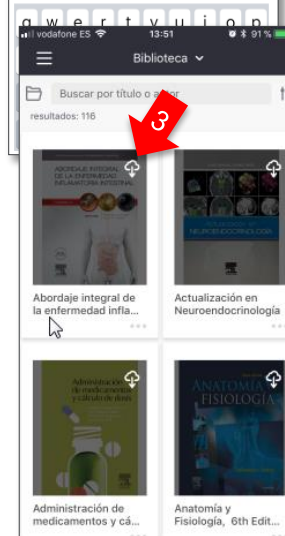 q w e r t y u i o p
vodafone ES 13:51 91%
Biblioteca
Buscar por título o autor
resultados: 116
3
ABORDAJE INTEGRAL
DE LA ENFERMEDAD
INFLAMATORIA INTESTINAL
NEUROENDOCRINOLOGÍA
Abordaje integral de
la enfermedad infla...
Actualización en
Neuroendocrinología
Administración
de medicamentos
y cálculo de dosis
ANATOMÍA
FISIOLOGÍA
Administración de
medicamentos y cá...
Anatomía y
Fisiología, 6th Edit...